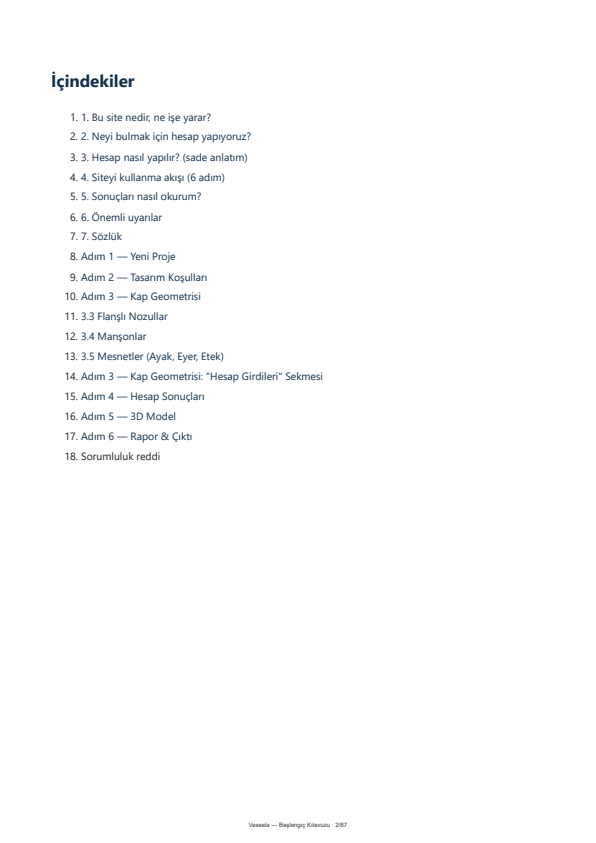 İçindekiler
1. 1. Bu site nedir, ne işe yarar?
2. 2. Neyi bulmak için hesap yapıyoruz?
3. 3. Hesap nasıl yapılır? (sade anlatım)
4. 4. Siteyi kullanma akışı (6 adım)
5. 5. Sonuçları nasıl okurum?
6. 6. Önemli uyarılar
7. 7. Sözlük
8. Adım 1 — Yeni Proje
9. Adım 2 — Tasarım Koşulları
10. Adım 3 — Kap Geometrisi
11. 3.3 Flanşlı Nozullar
12. 3.4 Manşonlar
13. 3.5 Mesnetler (Ayak, Eyer, Etek)
14. Adım 3 — Kap Geometrisi: "Hesap Girdileri" Sekmesi
15. Adım 4 — Hesap Sonuçları
16. Adım 5 — 3D Model
17. Adım 6 — Rapor & Çıktı
18. Sorumluluk reddi
Vessela — Başlangıç Kılavuzu · 2/87